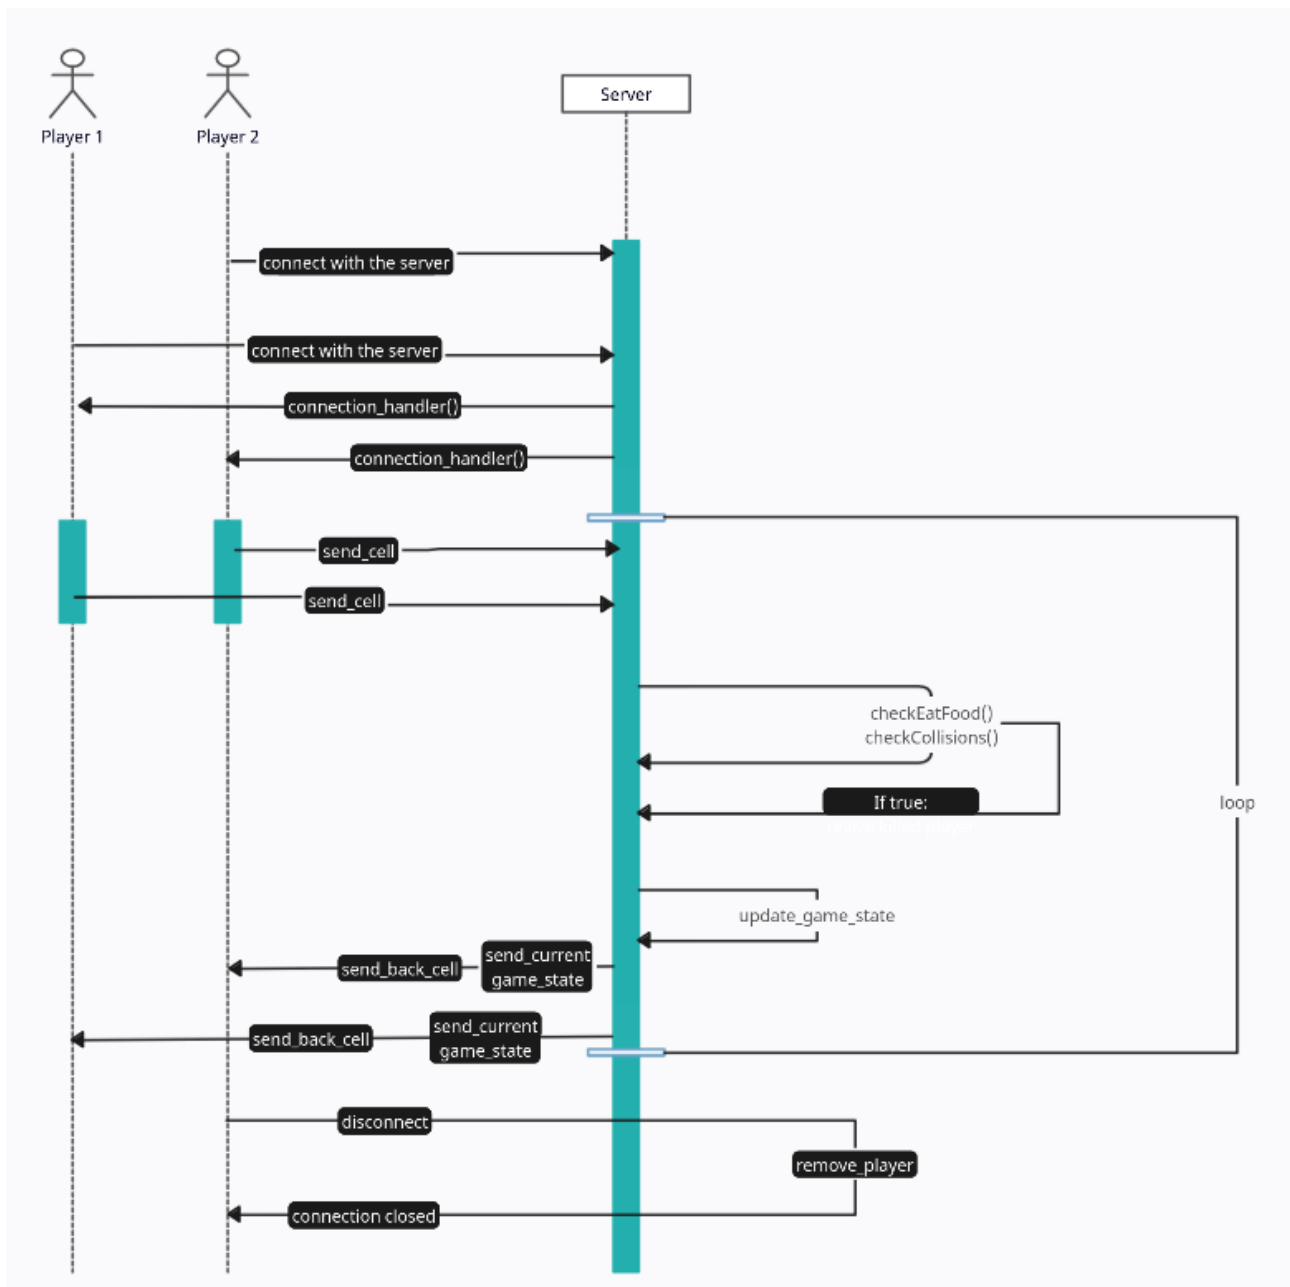 Player 1
Player 2
Server
connect with the server
connect with the server
connection_handler()
connection_handler()
send_cell
send_cell
checkEatFood()
checkCollisions()
If true:
loop
update_game_state
send_back_cell
send_current
game_state
send_back_cell
send_current
game_state
disconnect
remove_player
connection closed